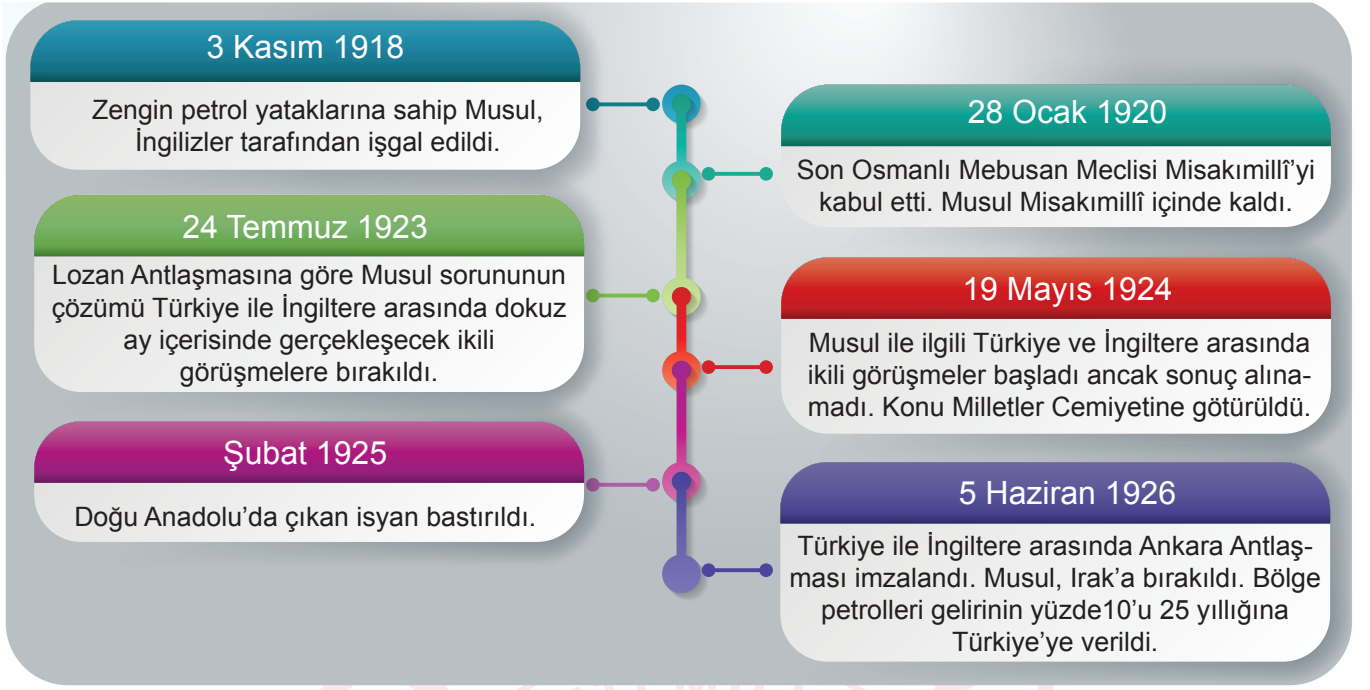 3 Kasım 1918
Zengin petrol yataklarına sahip Musul,
İngilizler tarafından işgal edildi.
28 Ocak 1920
Son Osmanlı Mebusan Meclisi Misakımillî’yi
kabul etti. Musul Misakımillî içinde kaldı.
24 Temmuz 1923
Lozan Antlaşmasına göre Musul sorununun
çözümü Türkiye ile İngiltere arasında dokuz
ay içerisinde gerçekleşecek ikili
görüşmelere bırakıldı.
19 Mayıs 1924
Musul ile ilgili Türkiye ve İngiltere arasında
ikili görüşmeler başladı ancak sonuç alına-
madı. Konu Milletler Cemiyetine götürüldü.
Şubat 1925
Doğu Anadolu’da çıkan isyan bastırıldı.
5 Haziran 1926
Türkiye ile İngiltere arasında Ankara Antlaş-
ması imzalandı. Musul, Irak’a bırakıldı. Bölge
petrolleri gelirinin yüzde10’u 25 yıllığına
Türkiye’ye verildi.